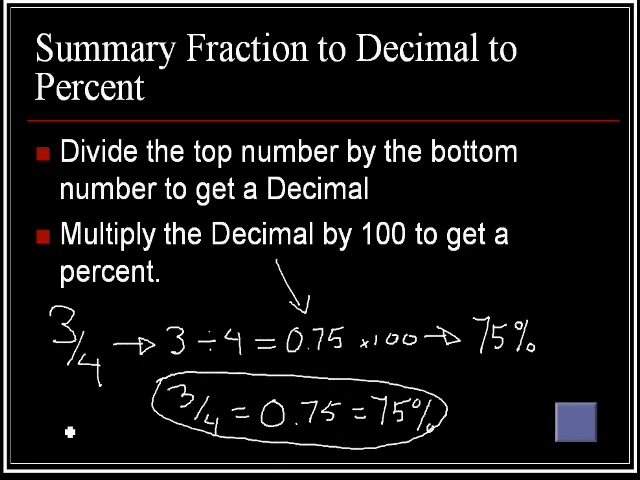 Summary Fraction to Decimal to
Percent
Divide the top number by the bottom
number to get a Decimal
Multiply the Decimal by 100 to get a
percent.
3/4 → 3 ÷ 4 = 0.75 ×100 → 75%
3/4 = 0.75 = 75%